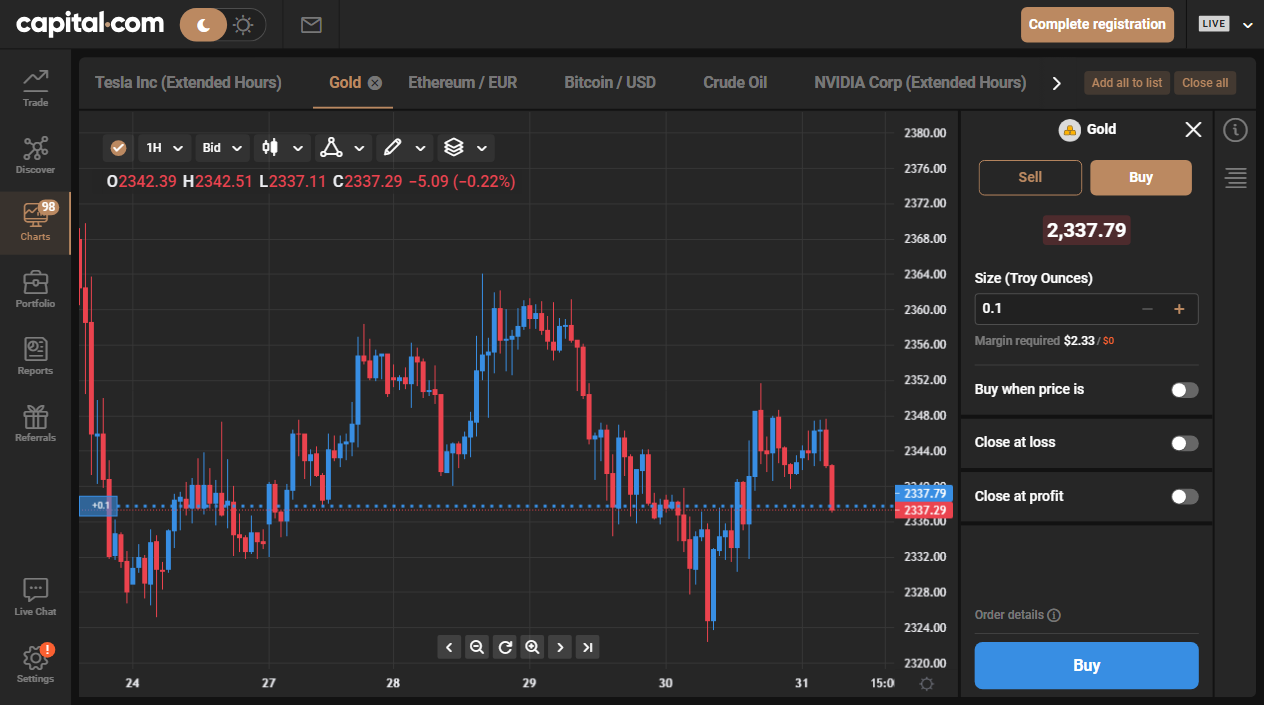 capital.com
Complete registration
LIVE
Trade
Discover
98
Charts
Portfolio
Reports
Referrals
Live Chat
!
Settings
Tesla Inc (Extended Hours) Gold Ethereum / EUR Bitcoin / USD Crude Oil NVIDIA Corp (Extended Hours) Add all to list Close all
1H Bid
O2342.39 H2342.51 L2337.11 C2337.29 −5.09 (−0.22%)
2380.00
2376.00
2372.00
2368.00
2364.00
2360.00
2356.00
2352.00
2348.00
2344.00
2340.00
2337.79
2337.29
2336.00
2332.00
2328.00
2324.00
2320.00
+0.1
24 27 28 29 30 31 15:0
Gold
Sell Buy
2,337.79
Size (Troy Ounces)
0.1 − +
Margin required $2.33 / $0
Buy when price is
Close at loss
Close at profit
Order details
Buy